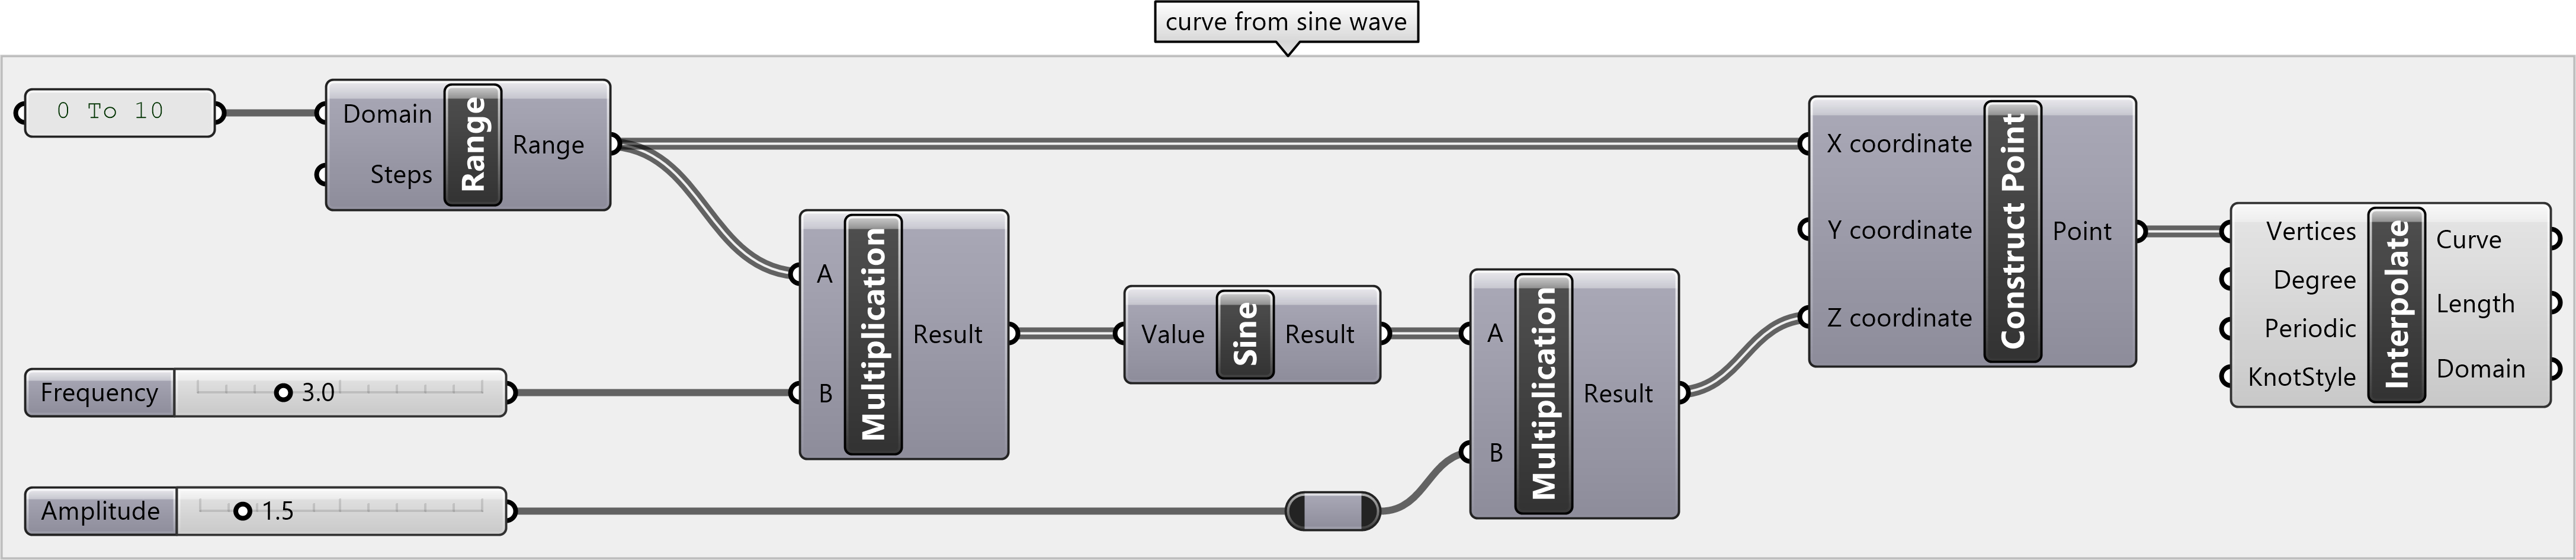 curve from sine wave
0 To 10
Domain
Steps
Range
Range
A
B
Multiplication
Result
Frequency
3.0
Amplitude
1.5
Value
Sine
Result
A
B
Multiplication
Result
X coordinate
Y coordinate
Z coordinate
Construct Point
Point
Vertices
Degree
Periodic
KnotStyle
Interpolate
Curve
Length
Domain